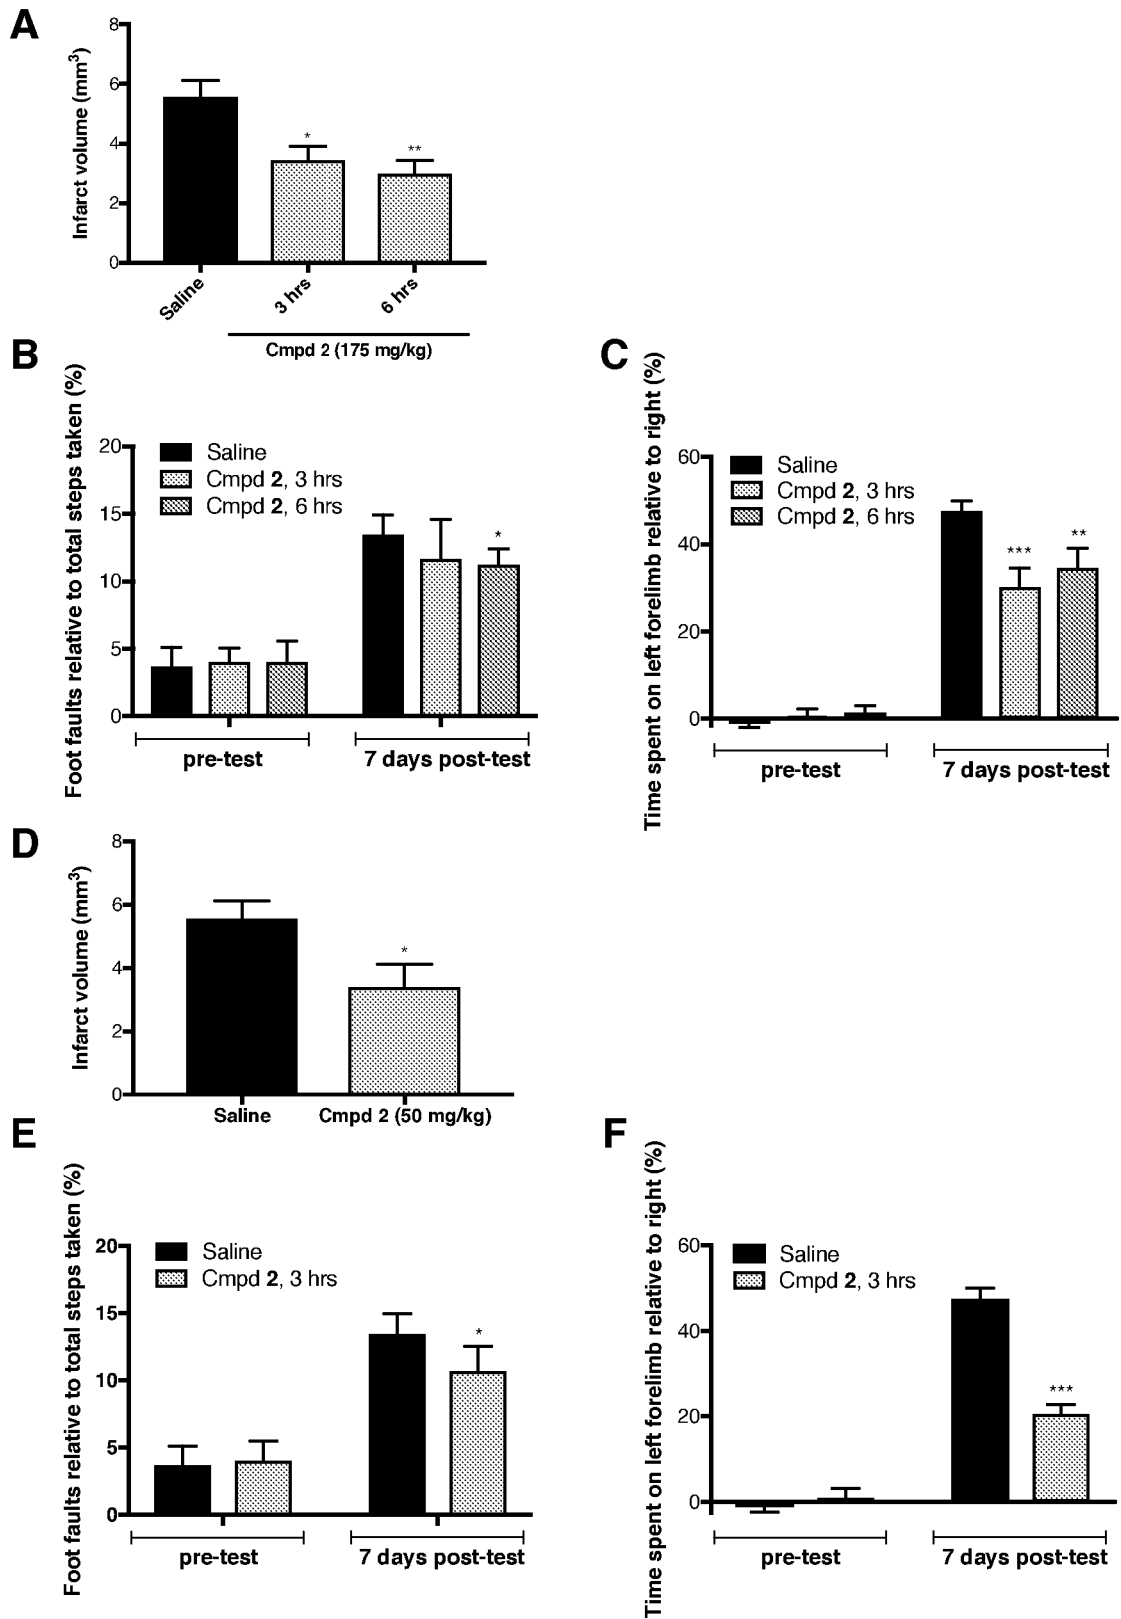 A
Infarct volume (mm³)
8
6
4
2
0
*
**
Saline
3 hrs
6 hrs
Cmpd 2 (175 mg/kg)
B
Foot faults relative to total steps taken (%)
20
15
10
5
0
Saline
Cmpd 2, 3 hrs
Cmpd 2, 6 hrs
*
pre-test
7 days post-test
C
Time spent on left forelimb relative to right (%)
60
40
20
0
Saline
Cmpd 2, 3 hrs
Cmpd 2, 6 hrs
***
**
pre-test
7 days post-test
D
Infarct volume (mm³)
8
6
4
2
0
*
Saline
Cmpd 2 (50 mg/kg)
E
Foot faults relative to total steps taken (%)
20
15
10
5
0
Saline
Cmpd 2, 3 hrs
*
pre-test
7 days post-test
F
Time spent on left forelimb relative to right (%)
60
40
20
0
Saline
Cmpd 2, 3 hrs
***
pre-test
7 days post-test